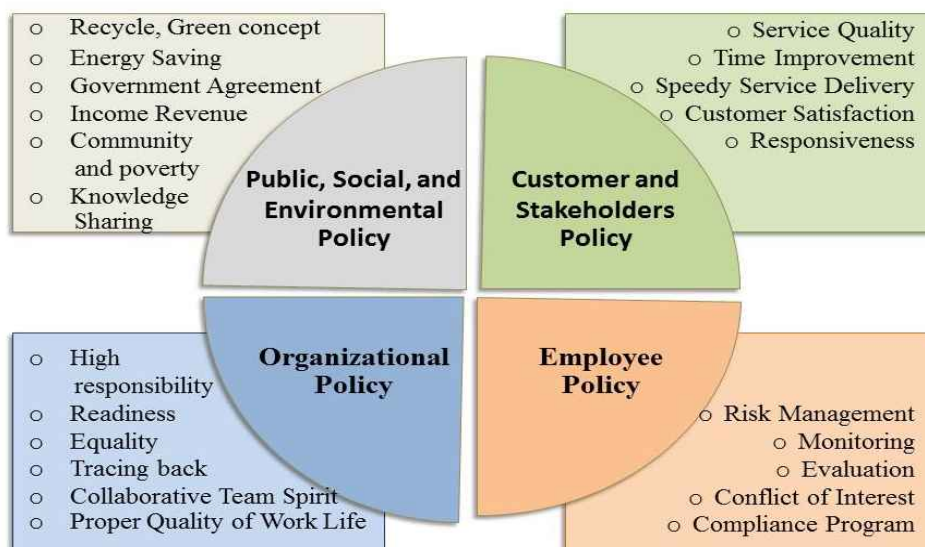 o Recycle, Green concept
o Energy Saving
o Government Agreement
o Income Revenue
o Community
and poverty
o Knowledge
Sharing
Public, Social, and
Environmental
Policy
o Service Quality
o Time Improvement
o Speedy Service Delivery
o Customer Satisfaction
o Responsiveness
Customer and
Stakeholders
Policy
o High
responsibility
o Readiness
o Equality
o Tracing back
o Collaborative Team Spirit
o Proper Quality of Work Life
Organizational
Policy
Employee
Policy
o Risk Management
o Monitoring
o Evaluation
o Conflict of Interest
o Compliance Program